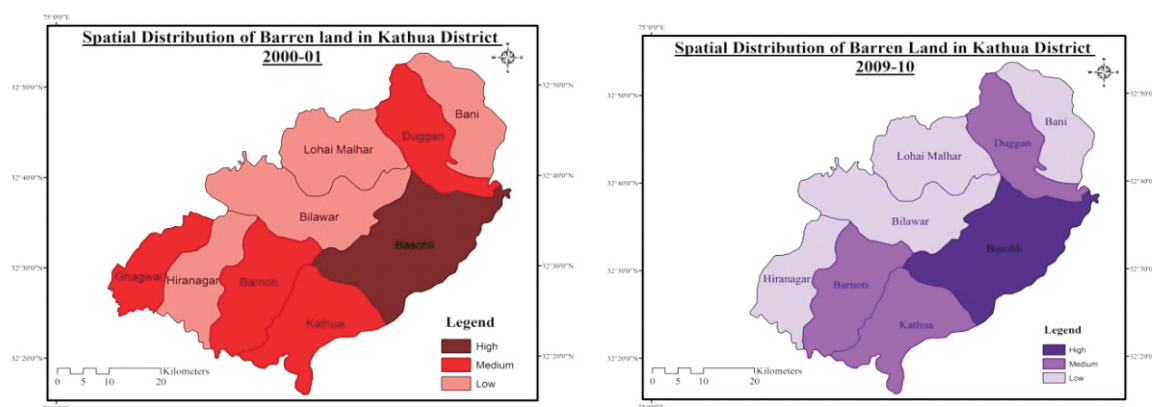 75°0'0"E
Spatial Distribution of Barren land in Kathua District
2000-01
32°50'0"N
32°50'0"N
Bani
Duggan
Lohai Malhar
32°40'0"N
32°40'0"N
Bilawar
Basohli
Ghagwal
Hiranagar
Barnoti
32°30'0"N
32°30'0"N
Kathua
Legend
High
Medium
Low
32°20'0"N
32°20'0"N
Kilometers
0 5 10 20
Spatial Distribution of Barren Land in Kathua District
2009-10
32°50'0"N
32°50'0"N
Bani
Duggan
Lohai Malhar
32°40'0"N
32°40'0"N
Bilawar
Basohli
Hiranagar
Barnoti
32°30'0"N
32°30'0"N
Kathua
Legend
High
Medium
Low
32°20'0"N
32°20'0"N
Kilometers
0 5 10 20
75°0'0"E